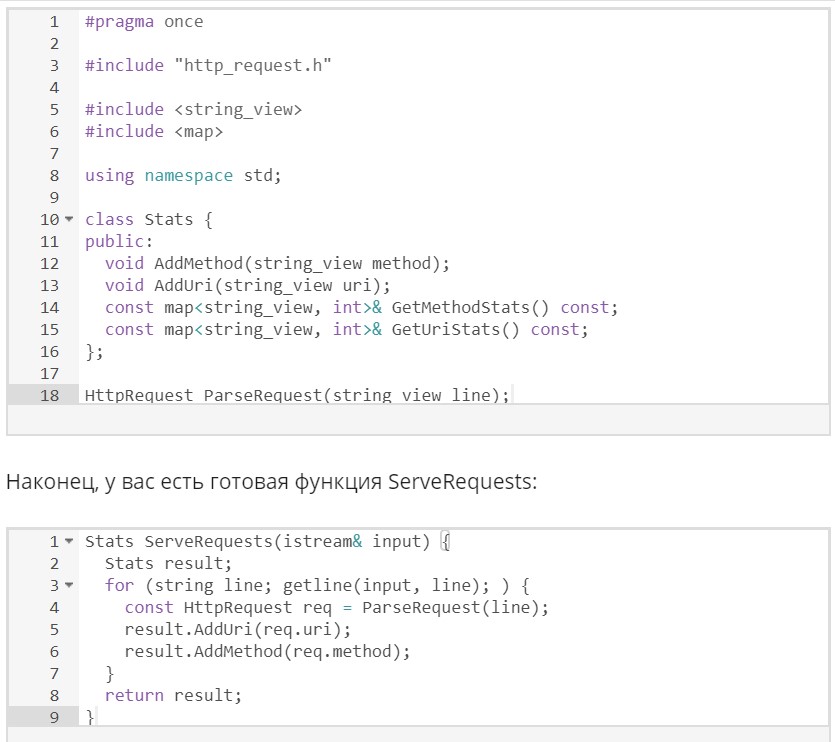 1 #pragma once
2
3 #include "http_request.h"
4
5 #include <string_view>
6 #include <map>
7
8 using namespace std;
9
10 class Stats {
11 public:
12   void AddMethod(string_view method);
13   void AddUri(string_view uri);
14   const map<string_view, int>& GetMethodStats() const;
15   const map<string_view, int>& GetUriStats() const;
16 };
17
18 HttpRequest ParseRequest(string_view line);
Наконец, у вас есть готовая функция ServeRequests:
1 Stats ServeRequests(istream& input) {
2   Stats result;
3   for (string line; getline(input, line); ) {
4     const HttpRequest req = ParseRequest(line);
5     result.AddUri(req.uri);
6     result.AddMethod(req.method);
7   }
8   return result;
9 }